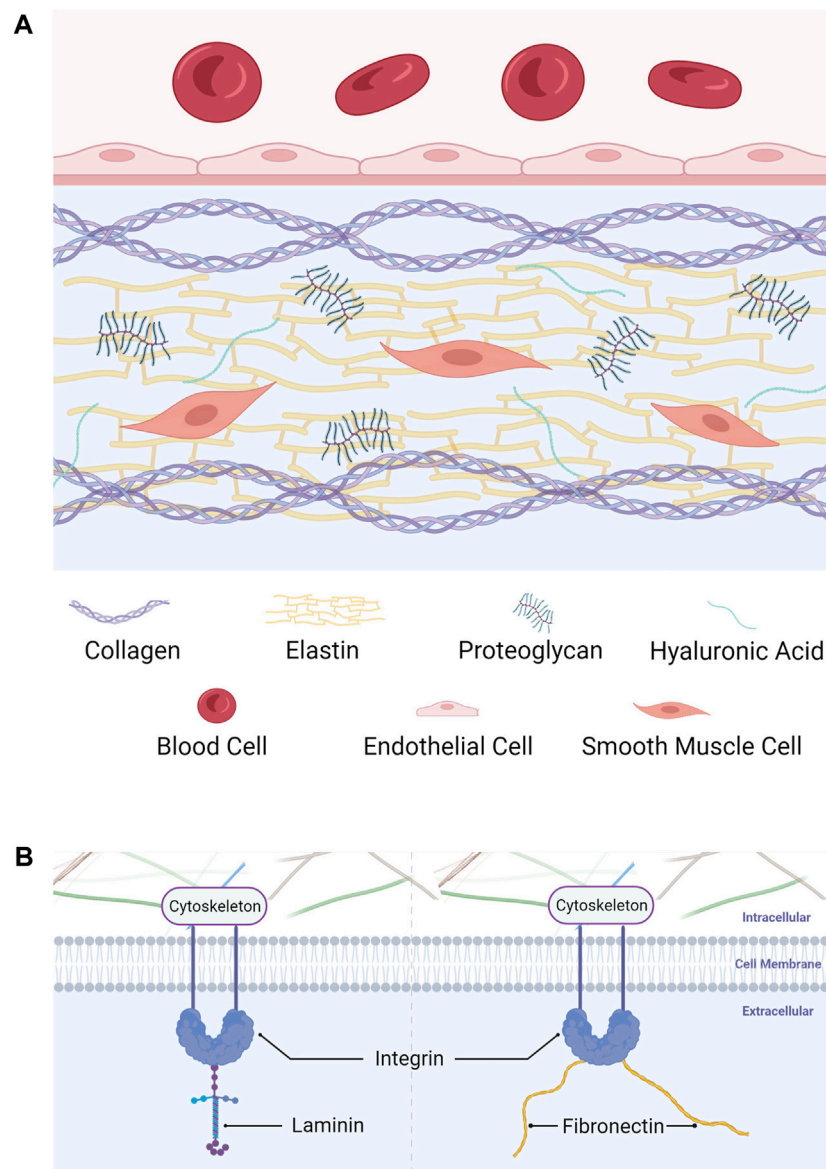 A
Collagen
Elastin
Proteoglycan
Hyaluronic Acid
Blood Cell
Endothelial Cell
Smooth Muscle Cell
B
Cytoskeleton
Cytoskeleton
Intracellular
Cell Membrane
Extracellular
Integrin
Laminin
Fibronectin